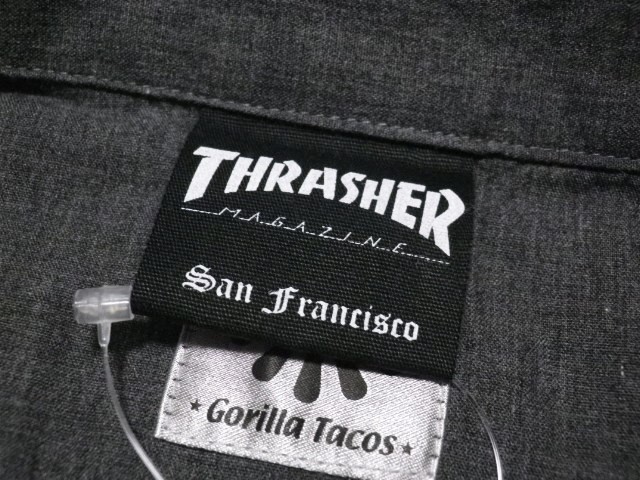 THRASHER
MAGAZINE
San Francisco
★ Gorilla Tacos ★